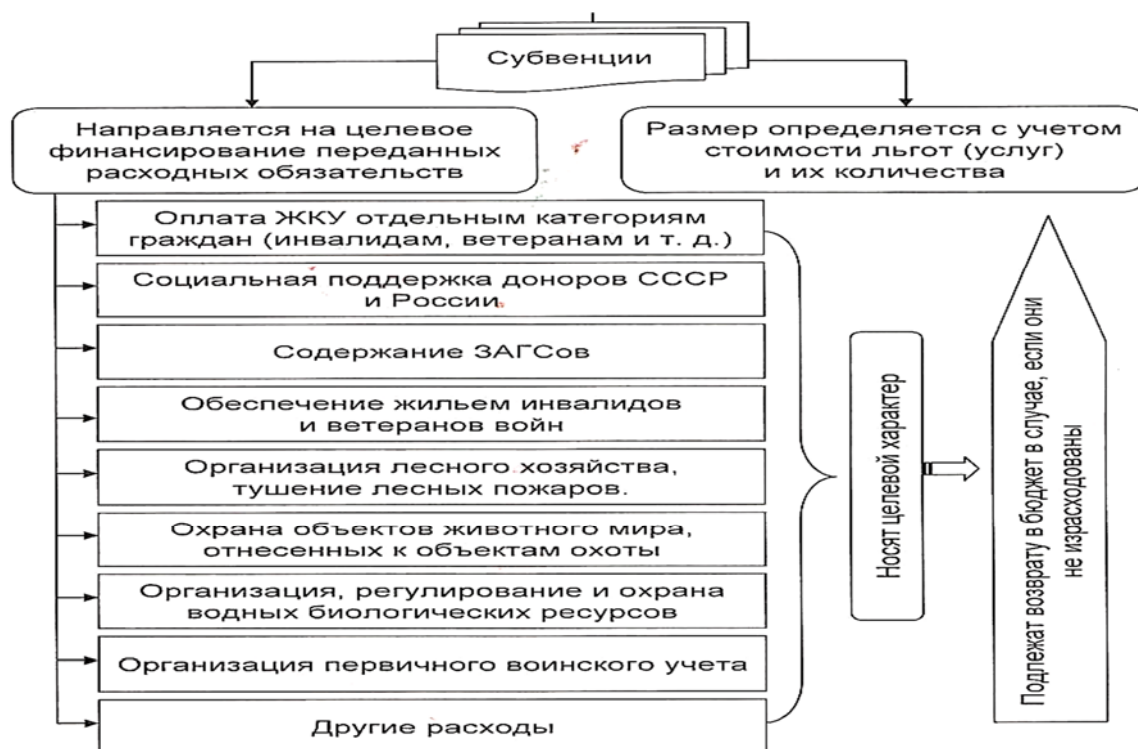 Субвенции
Направляется на целевое
финансирование переданных
расходных обязательств
Размер определяется с учетом
стоимости льгот (услуг)
и их количества
Оплата ЖКУ отдельным категориям
граждан (инвалидам, ветеранам и т. д.)
Социальная поддержка доноров СССР
и России
Содержание ЗАГСов
Обеспечение жильем инвалидов
и ветеранов войн
Организация лесного хозяйства,
тушение лесных пожаров.
Охрана объектов животного мира,
отнесенных к объектам охоты
Организация, регулирование и охрана
водных биологических ресурсов
Организация первичного воинского учета
Другие расходы
Носят целевой характер
Подлежат возврату в бюджет в случае, если они
не израсходованы